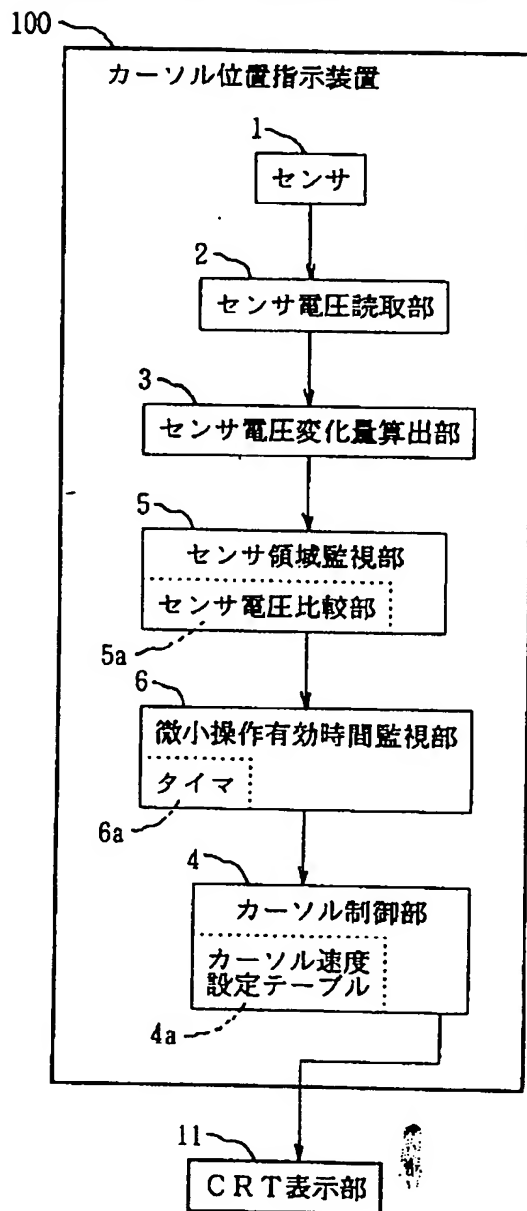 100
カーソル位置指示装置
1
センサ
2
センサ電圧読取部
3
センサ電圧変化量算出部
5
センサ領域監視部
センサ電圧比較部
5a
6
微小操作有効時間監視部
タイマ
6a
4
カーソル制御部
カーソル速度
設定テーブル
4a
11
CRT表示部